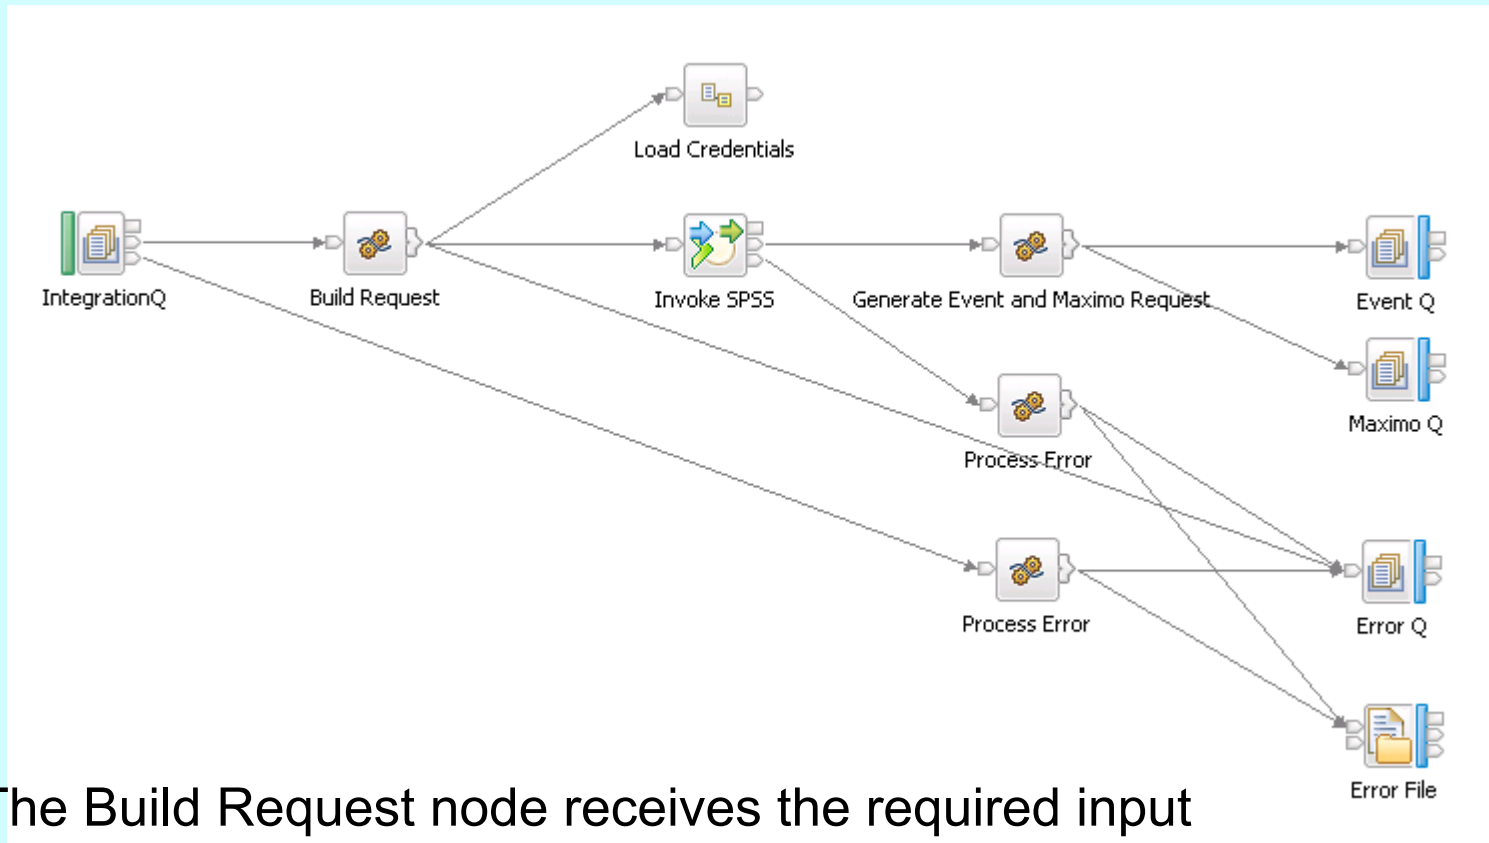 Load Credentials
IntegrationQ
Build Request
Invoke SPSS
Generate Event and Maximo Request
Event Q
Maximo Q
Process Error
Process Error
Error Q
Error File
The Build Request node receives the required input